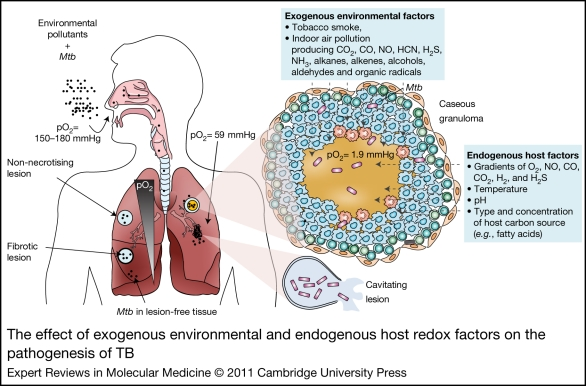 Environmental
pollutants
+
Mtb
pO2=
150–180 mmHg
Non-necrotising
lesion
Fibrotic
lesion
Mtb in lesion-free tissue
pO2
pO2= 59 mmHg
Exogenous environmental factors
• Tobacco smoke,
• Indoor air pollution
producing CO2, CO, NO, HCN, H2S,
NH3, alkanes, alkenes, alcohols,
aldehydes and organic radicals
Mtb
Caseous
granuloma
pO2= 1.9 mmHg
Endogenous host factors
• Gradients of O2, NO, CO,
CO2, H2, and H2S
• Temperature
• pH
• Type and concentration
of host carbon source
(e.g., fatty acids)
Cavitating
lesion
The effect of exogenous environmental and endogenous host redox factors on the
pathogenesis of TB
Expert Reviews in Molecular Medicine © 2011 Cambridge University Press